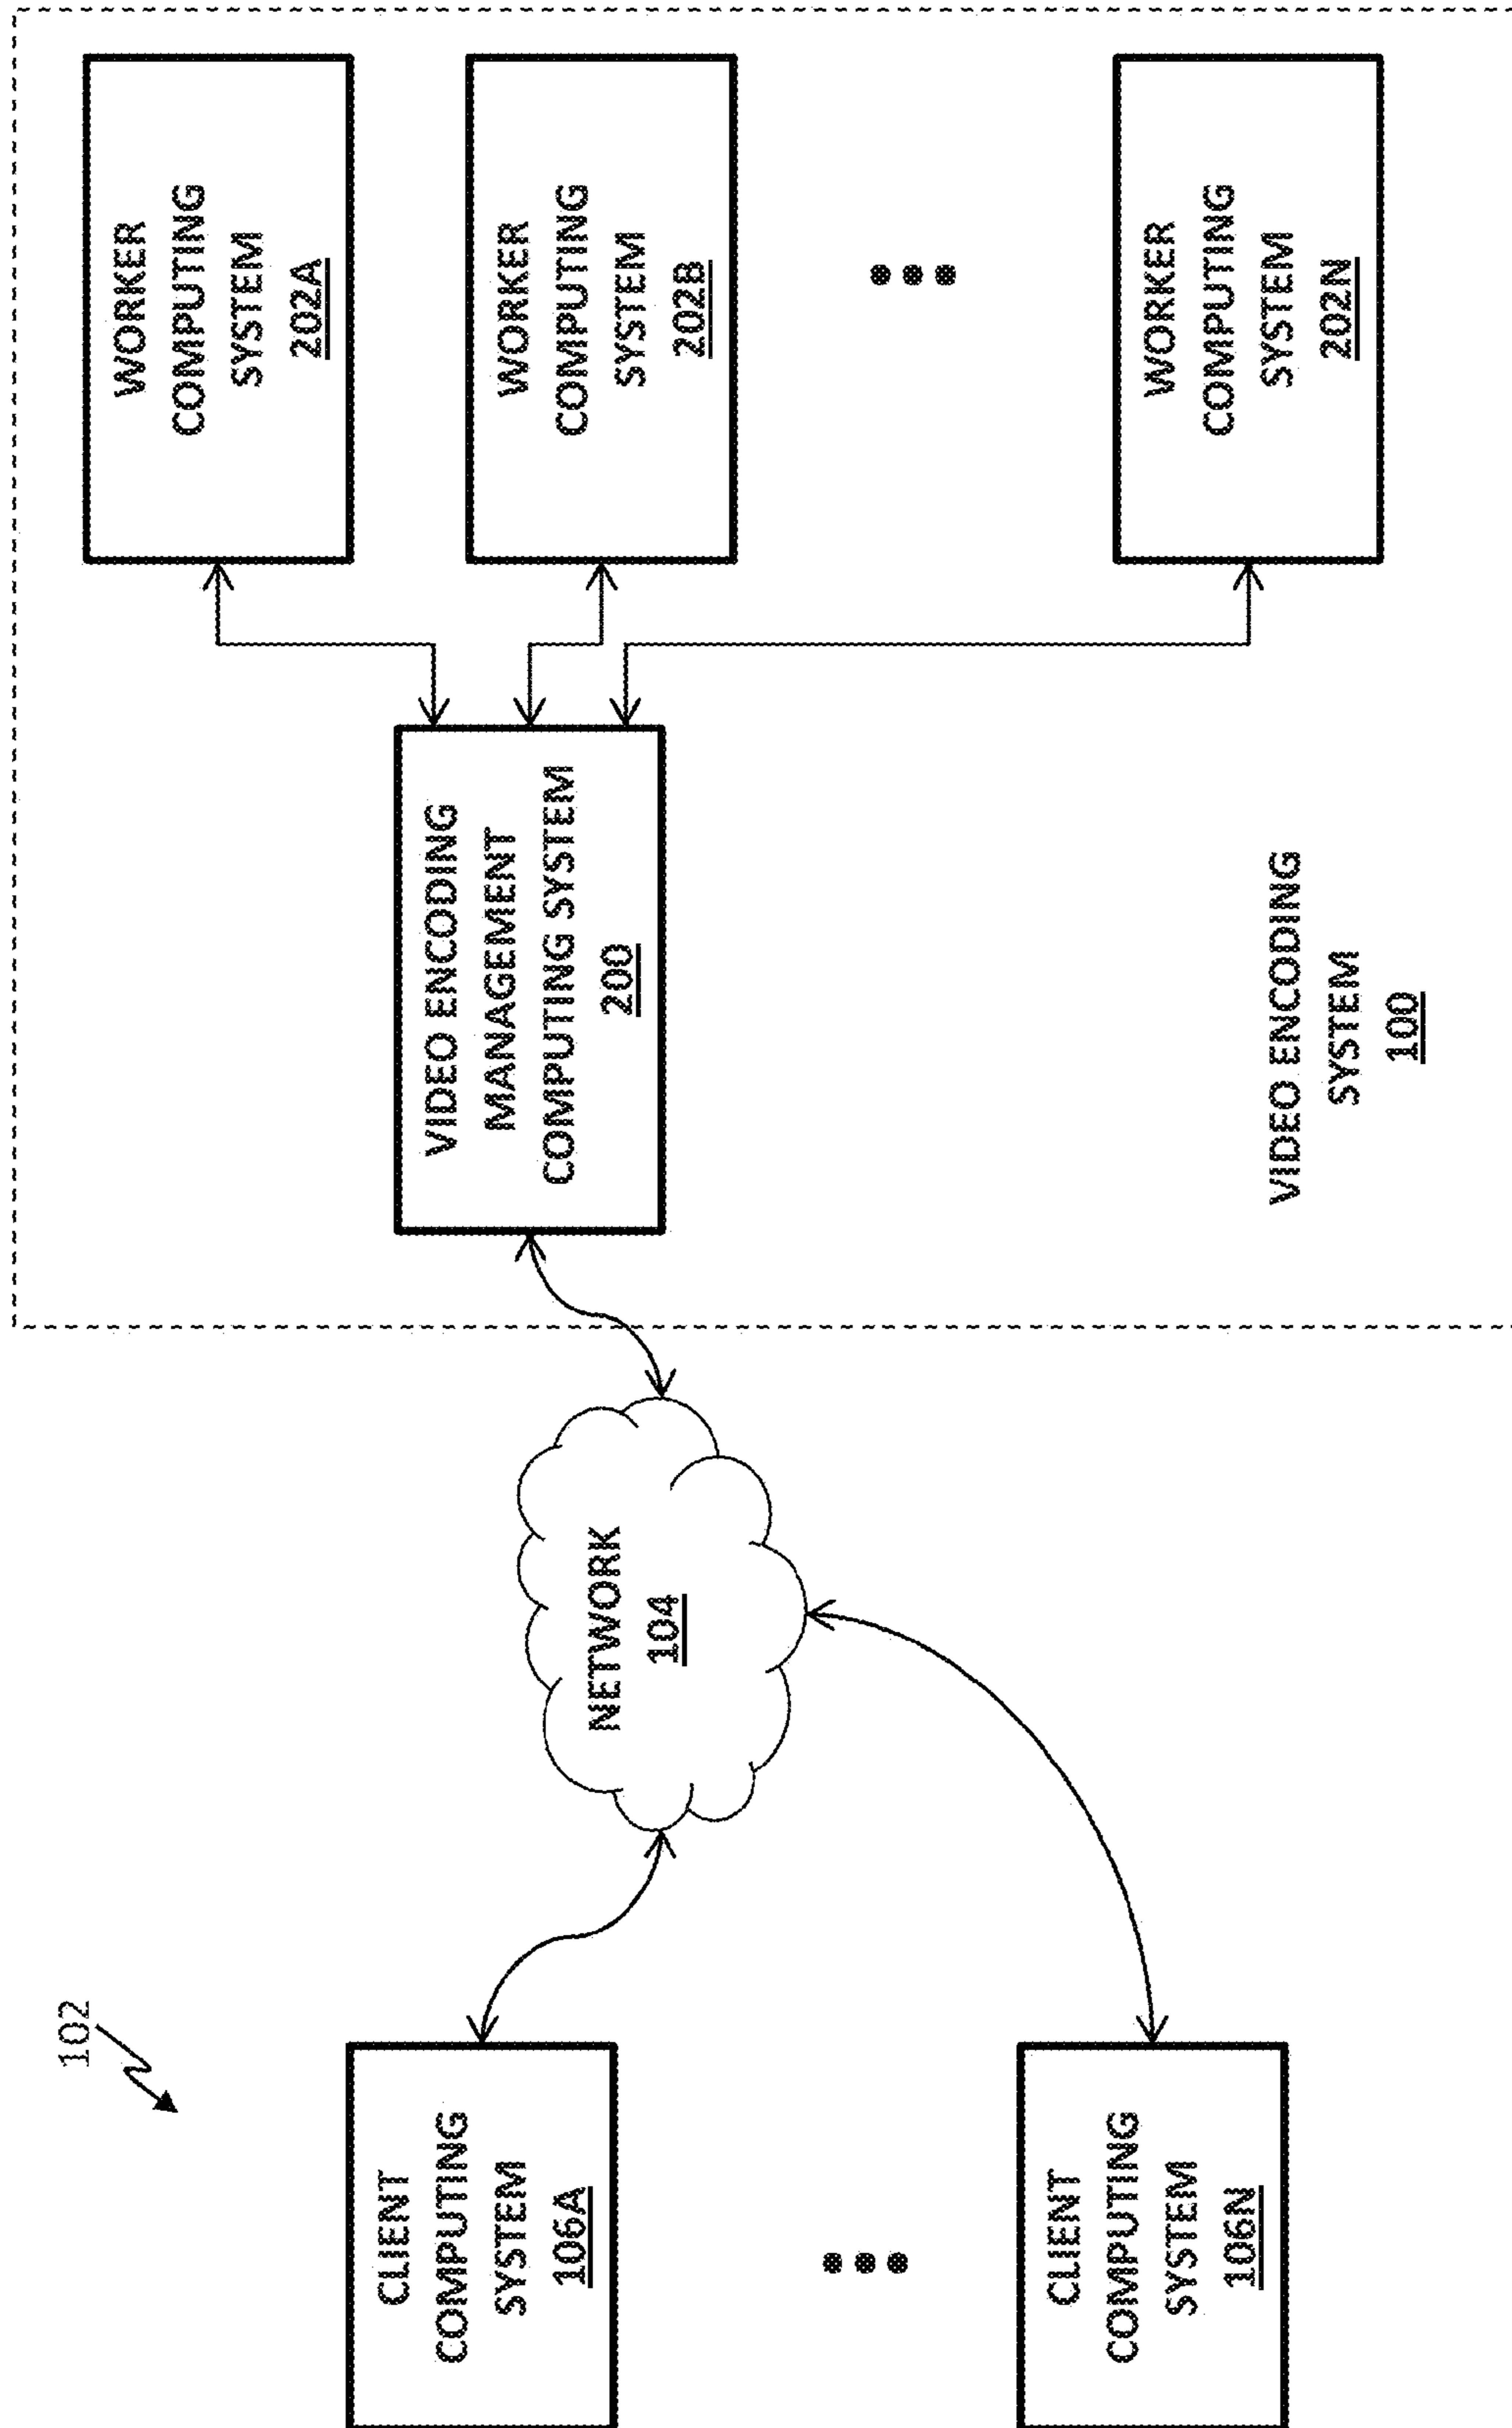 102
CLIENT
COMPUTING
SYSTEM
106A
CLIENT
COMPUTING
SYSTEM
106N
NETWORK
104
VIDEO ENCODING
MANAGEMENT
COMPUTING SYSTEM
200
WORKER
COMPUTING
SYSTEM
202A
WORKER
COMPUTING
SYSTEM
202B
WORKER
COMPUTING
SYSTEM
202N
VIDEO ENCODING
SYSTEM
100